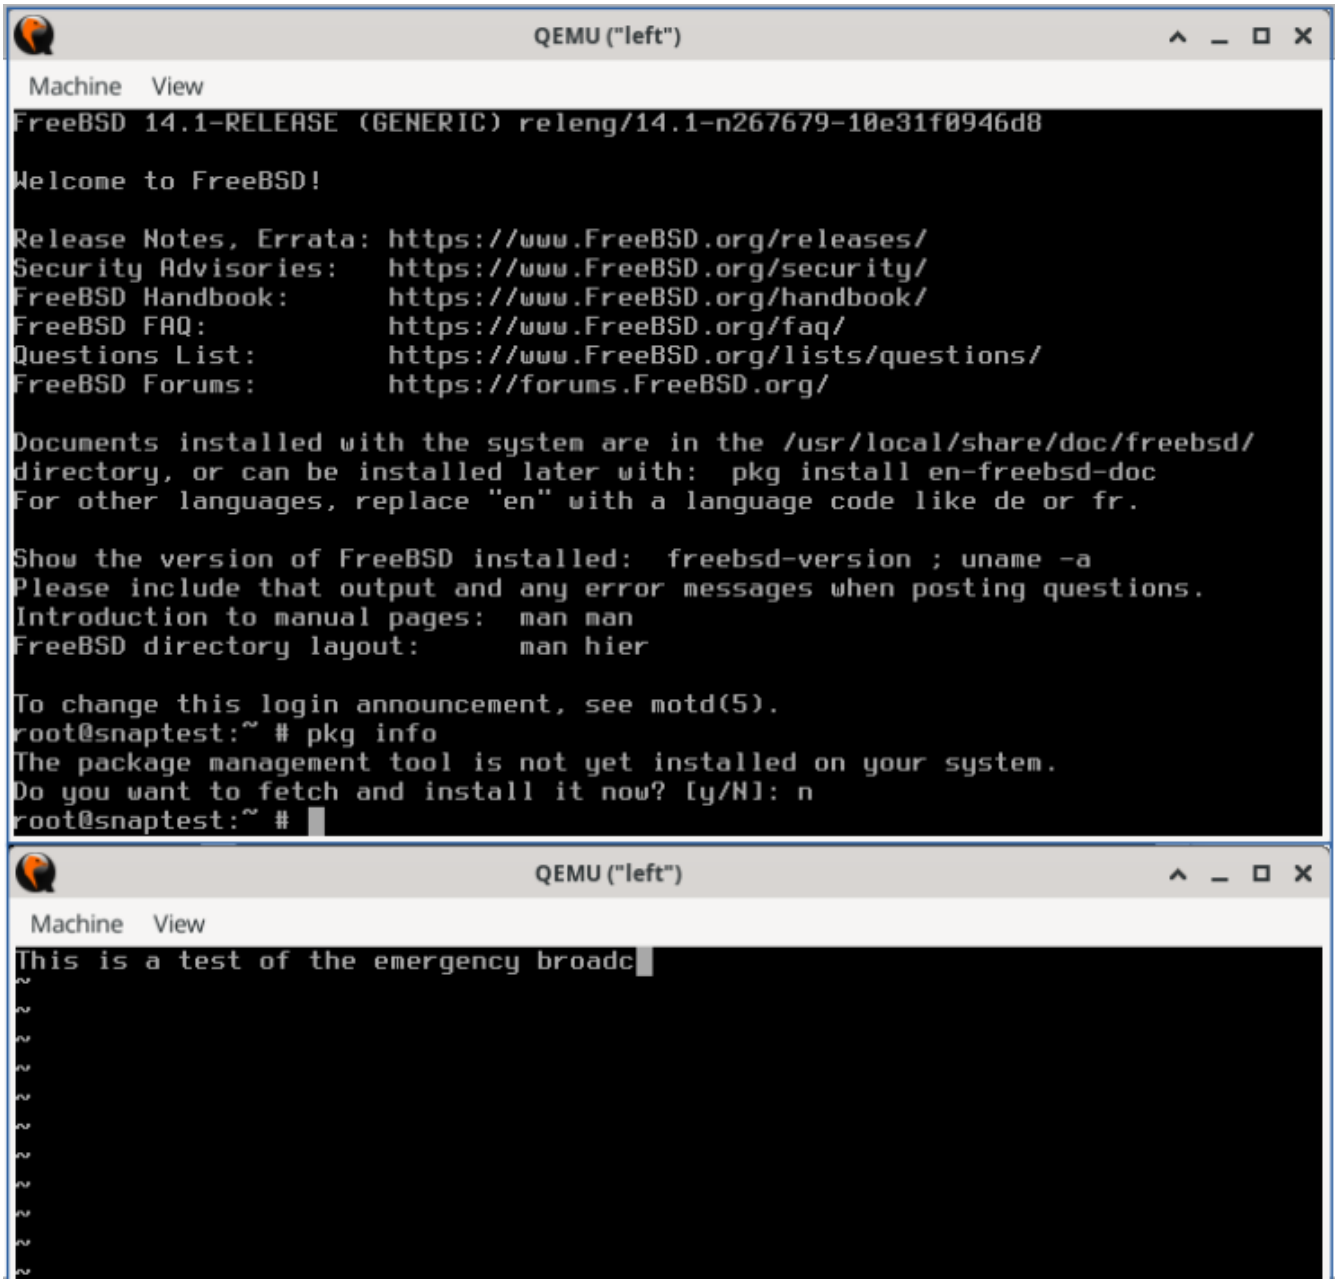 QEMU ("left")
Machine View
FreeBSD 14.1-RELEASE (GENERIC) releng/14.1-n267679-10e31f0946d8
Welcome to FreeBSD!
Release Notes, Errata: https://www.FreeBSD.org/releases/
Security Advisories:   https://www.FreeBSD.org/security/
FreeBSD Handbook:      https://www.FreeBSD.org/handbook/
FreeBSD FAQ:           https://www.FreeBSD.org/faq/
Questions List:        https://www.FreeBSD.org/lists/questions/
FreeBSD Forums:        https://forums.FreeBSD.org/
Documents installed with the system are in the /usr/local/share/doc/freebsd/
directory, or can be installed later with:  pkg install en-freebsd-doc
For other languages, replace "en" with a language code like de or fr.
Show the version of FreeBSD installed:  freebsd-version ; uname -a
Please include that output and any error messages when posting questions.
Introduction to manual pages:  man man
FreeBSD directory layout:      man hier
To change this login announcement, see motd(5).
root@snaptest:~ # pkg info
The package management tool is not yet installed on your system.
Do you want to fetch and install it now? [y/N]: n
root@snaptest:~ #
QEMU ("left")
Machine View
This is a test of the emergency broadc
~
~
~
~
~
~
~
~
~
~
~